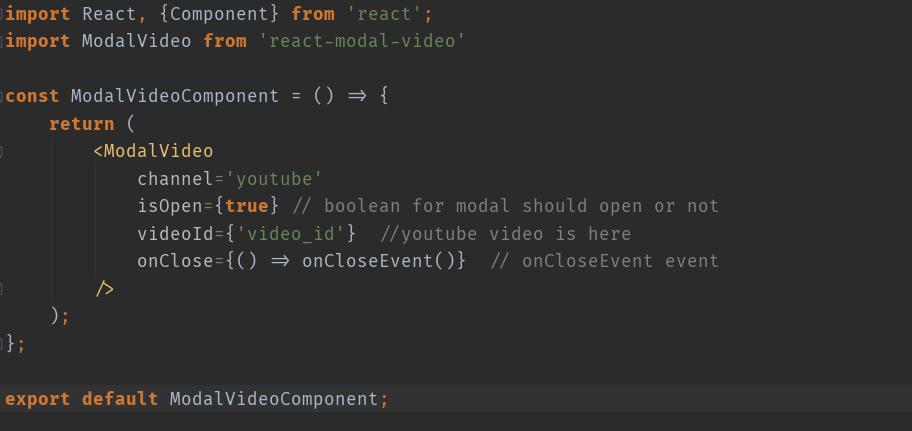 import React, {Component} from 'react';
import ModalVideo from 'react-modal-video'
const ModalVideoComponent = () => {
return (
<ModalVideo
channel='youtube'
isOpen={true} // boolean for modal should open or not
videoId={'video_id'} //youtube video is here
onClose={() => onCloseEvent()} // onCloseEvent event
/>
);
};
export default ModalVideoComponent;